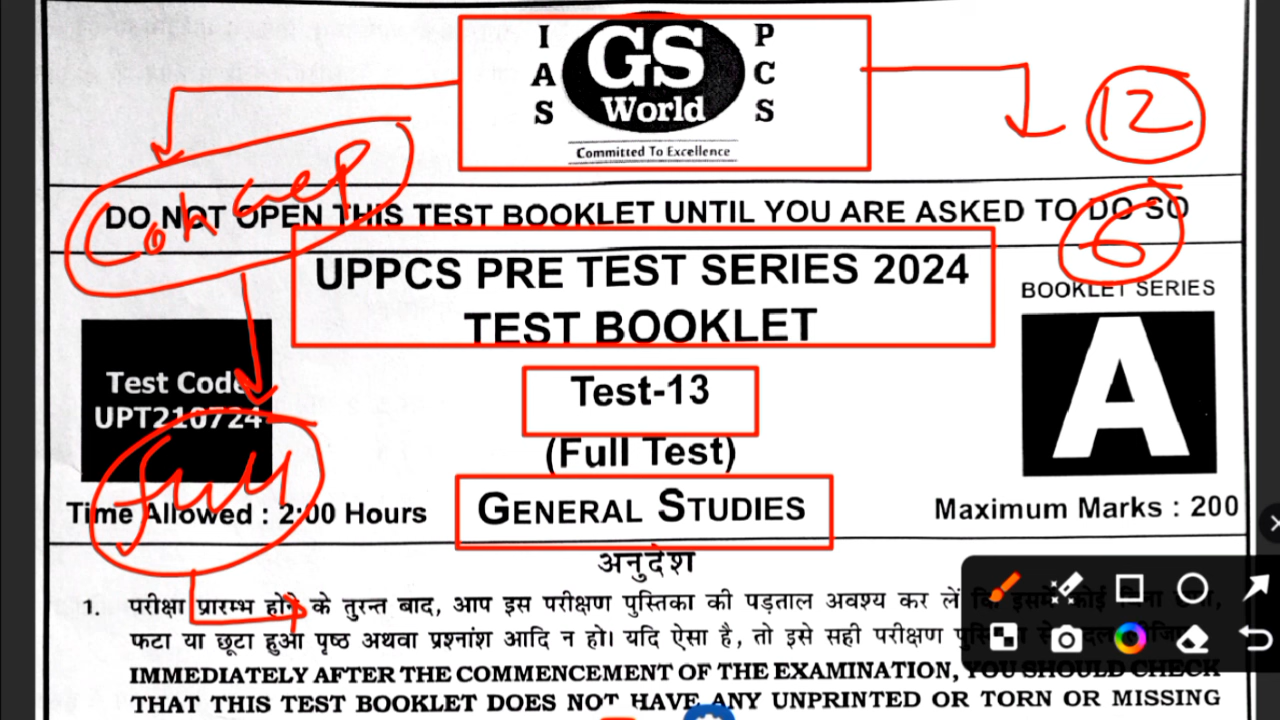 I A S
GS World
P C S
Committed To Excellence
12
DO NOT OPEN THIS TEST BOOKLET UNTIL YOU ARE ASKED TO DO SO
6
UPPCS PRE TEST SERIES 2024
TEST BOOKLET
BOOKLET SERIES
A
Test Code
UPT210724
Test-13
(Full Test)
full
Time Allowed : 2:00 Hours
GENERAL STUDIES
Maximum Marks : 200
अनुदेश
1. परीक्षा प्रारम्भ होने के तुरन्त बाद, आप इस परीक्षण पुस्तिका की पड़ताल अवश्य कर लें
फटा या छूटा हुआ पृष्ठ अथवा प्रश्नांश आदि न हो। यदि ऐसा है, तो इसे सही परीक्षण
IMMEDIATELY AFTER THE COMMENCEMENT OF THE EXAMINATION, YOU SHOULD CHECK
THAT THIS TEST BOOKLET DOES NOT HAVE ANY UNPRINTED OR TORN OR MISSING